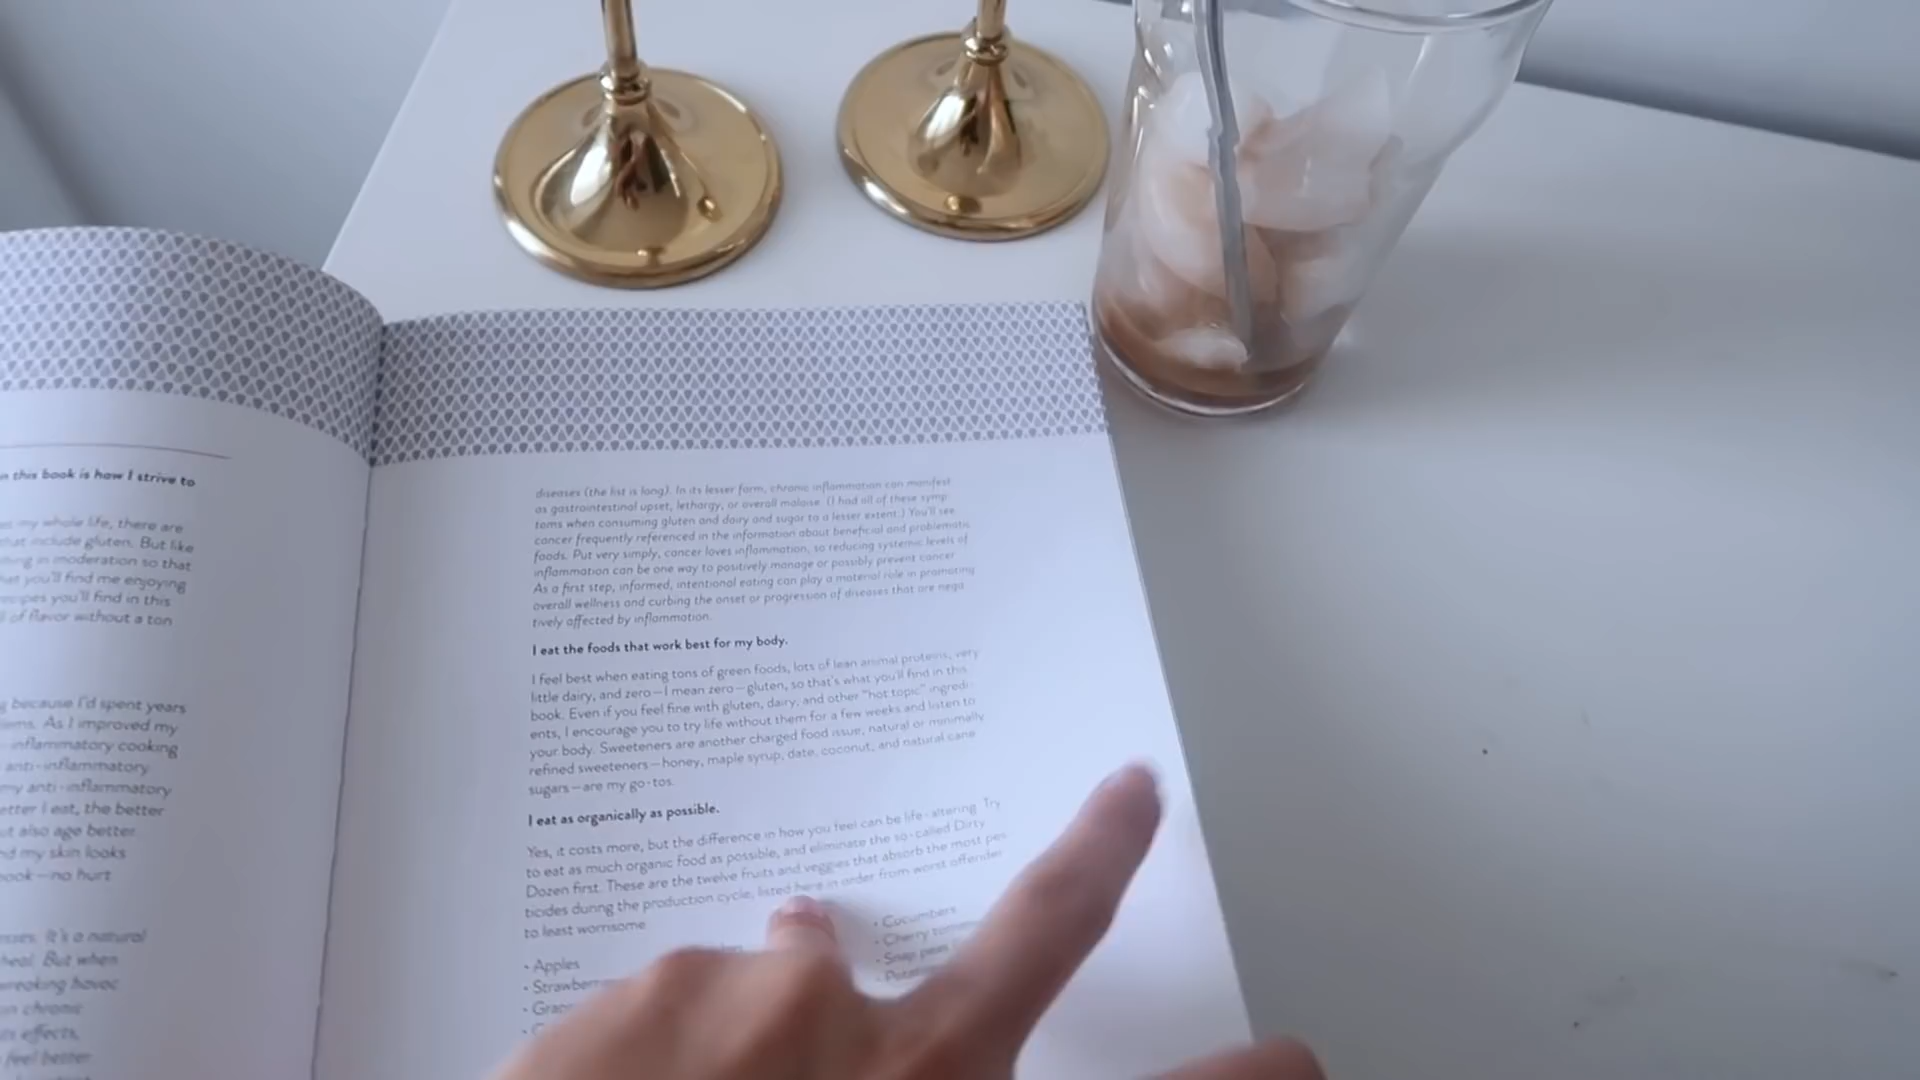 n this book is how I strive to
my whole life, there are
that include gluten. But like
thing in moderation so that
you'll find me enjoying
you'll find in this
of flavor without a ton
because I'd spent years
As I improved my
inflammatory cooking
anti-inflammatory
my anti-inflammatory
I eat, the better
also age better
my skin looks
no hurt
It's a natural
heal. But when
wreaking havoc
chronic
effects,
feel better
diseases (the list is long). In its lesser form, chronic inflammation can manifest
as gastrointestinal upset, lethargy, or overall malaise. (I had all of these symp-
toms when consuming gluten and dairy and sugar to a lesser extent.) You'll see
cancer frequently referenced in the information about beneficial and problematic
foods. Put very simply, cancer loves inflammation, so reducing systemic levels of
inflammation can be one way to positively manage or possibly prevent cancer.
As a first step, informed, intentional eating can play a material role in promoting
overall wellness and curbing the onset or progression of diseases that are nega-
tively affected by inflammation.
I eat the foods that work best for my body.
I feel best when eating tons of green foods, lots of lean animal proteins, very
little dairy, and zero—I mean zero—gluten, so that's what you'll find in this
book. Even if you feel fine with gluten, dairy, and other "hot topic" ingredi-
ents, I encourage you to try life without them for a few weeks and listen to
your body. Sweeteners are another charged food issue, natural or minimally
refined sweeteners—honey, maple syrup, date, coconut, and natural cane
sugars—are my go-tos.
I eat as organically as possible.
Yes, it costs more, but the difference in how you feel can be life-altering. Try
to eat as much organic food as possible, and eliminate the so-called Dirty
Dozen first. These are the twelve fruits and veggies that absorb the most pes-
ticides during the production cycle, listed here in order from worst offender
to least worrisome
• Apples
• Strawberr
• Grap
• Cucumbers
• Cherry tom
• Snap peas
• Pota